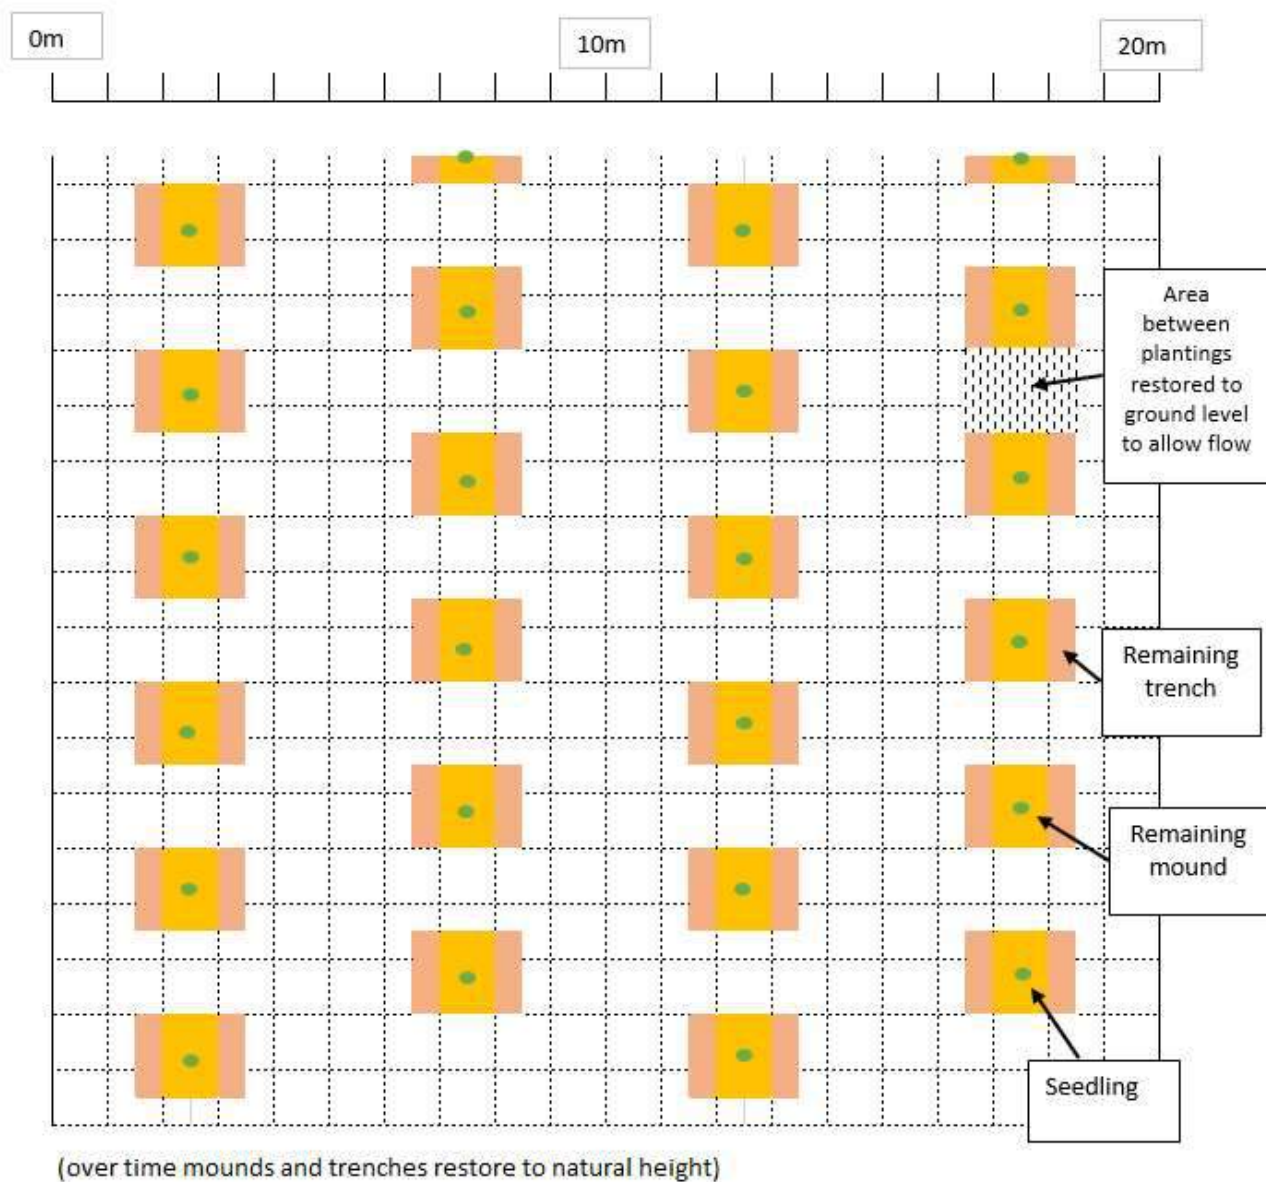 0m
10m
20m
Area
between
plantings
restored to
ground level
to allow flow
Remaining
trench
Remaining
mound
Seedling
(over time mounds and trenches restore to natural height)